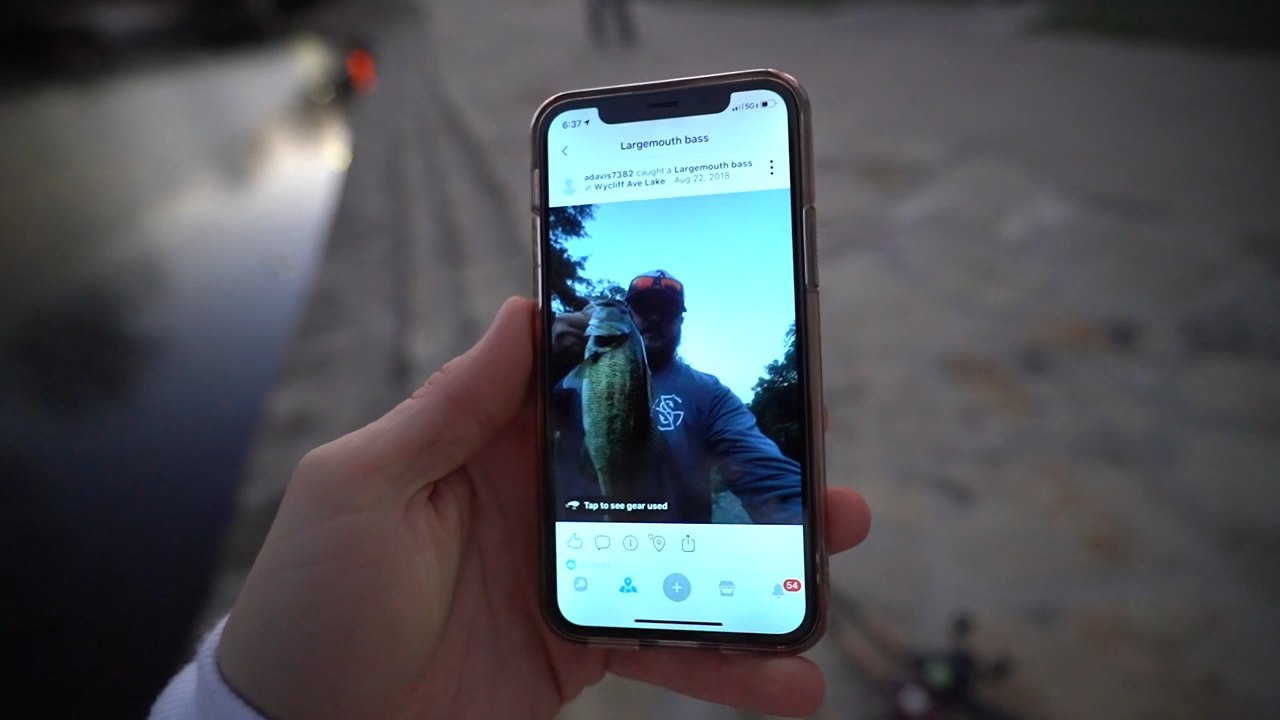 6:37
5G
Largemouth bass
adavis7382 caught a Largemouth bass
at Wycliff Ave Lake Aug 22, 2018
Tap to see gear used
54